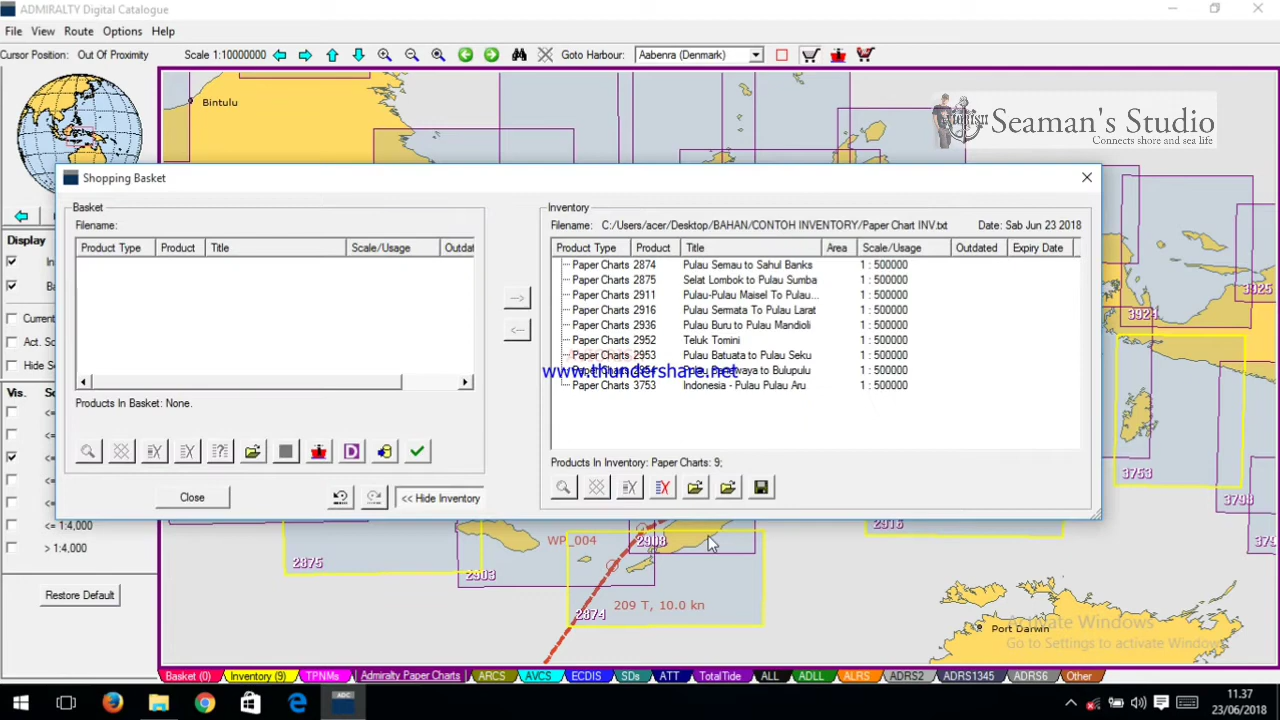 ADMIRALTY Digital Catalogue
File View Route Options Help
Cursor Position: Out Of Proximity Scale 1:10000000 Goto Harbour: Aabenra (Denmark)
Bintulu
Seaman's Studio
Connects shore and sea life
Shopping Basket
Basket
Filename:
Product Type Product Title Scale/Usage Outdat
Products In Basket: None.
Close
<< Hide Inventory
Inventory
Filename: C:/Users/acer/Desktop/BAHAN/CONTOH INVENTORY/Paper Chart INV.txt Date: Sab Jun 23 2018
Product Type Product Title Area Scale/Usage Outdated Expiry Date
Paper Charts 2874 Pulau Semau to Sahul Banks 1 : 500000
Paper Charts 2875 Selat Lombok to Pulau Sumba 1 : 500000
Paper Charts 2911 Pulau-Pulau Maisel To Pulau... 1 : 500000
Paper Charts 2916 Pulau Sermata To Pulau Larat 1 : 500000
Paper Charts 2936 Pulau Buru to Pulau Mandioli 1 : 500000
Paper Charts 2952 Teluk Tomini 1 : 500000
Paper Charts 2953 Pulau Batuata to Pulau Seku 1 : 500000
www.thundershare.net
Bulupulu 1 : 500000
Paper Charts 3753 Indonesia - Pulau Pulau Aru 1 : 500000
Products In Inventory: Paper Charts: 9;
Display
In
Ba
Current
Act. S
Hide Se
Vis. S
<=
<=
<=
<=
<=
<= 1:4,000
> 1:4,000
Restore Default
3925
3924
3753
3798
379
2916
2875
2903
WP_004
2908
2874
209 T, 10.0 kn
Port Darwin
Activate Windows
Go to Settings to activate Windows.
Basket (0) Inventory (9) TPNMs Admiralty Paper Charts ARCS AVCS ECDIS SDs ATT TotalTide ALL ADLL ALRS ADRS2 ADRS1345 ADRS6 Other
ADC
11.37
23/06/2018